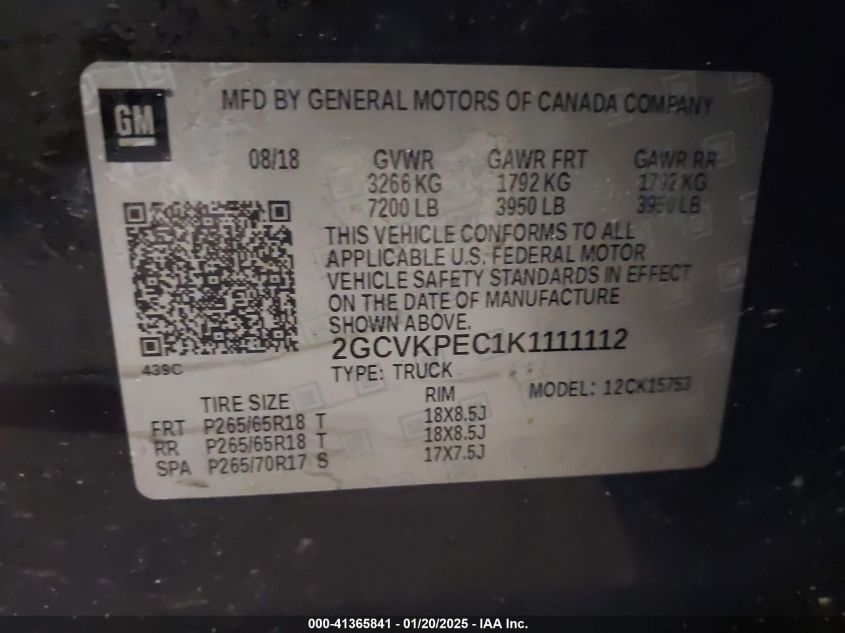 GM
MFD BY GENERAL MOTORS OF CANADA COMPANY
08/18 GVWR GAWR FRT GAWR RR
3266 KG 1792 KG 1792 KG
7200 LB 3950 LB 3950 LB
THIS VEHICLE CONFORMS TO ALL
APPLICABLE U.S. FEDERAL MOTOR
VEHICLE SAFETY STANDARDS IN EFFECT
ON THE DATE OF MANUFACTURE
SHOWN ABOVE.
439C
2GCVKPEC1K1111112
TYPE: TRUCK
MODEL: 12CK15753
TIRE SIZE RIM
FRT P265/65R18 T 18X8.5J
RR P265/65R18 T 18X8.5J
SPA P265/70R17 S 17X7.5J
000-41365841 - 01/20/2025 - IAA Inc.